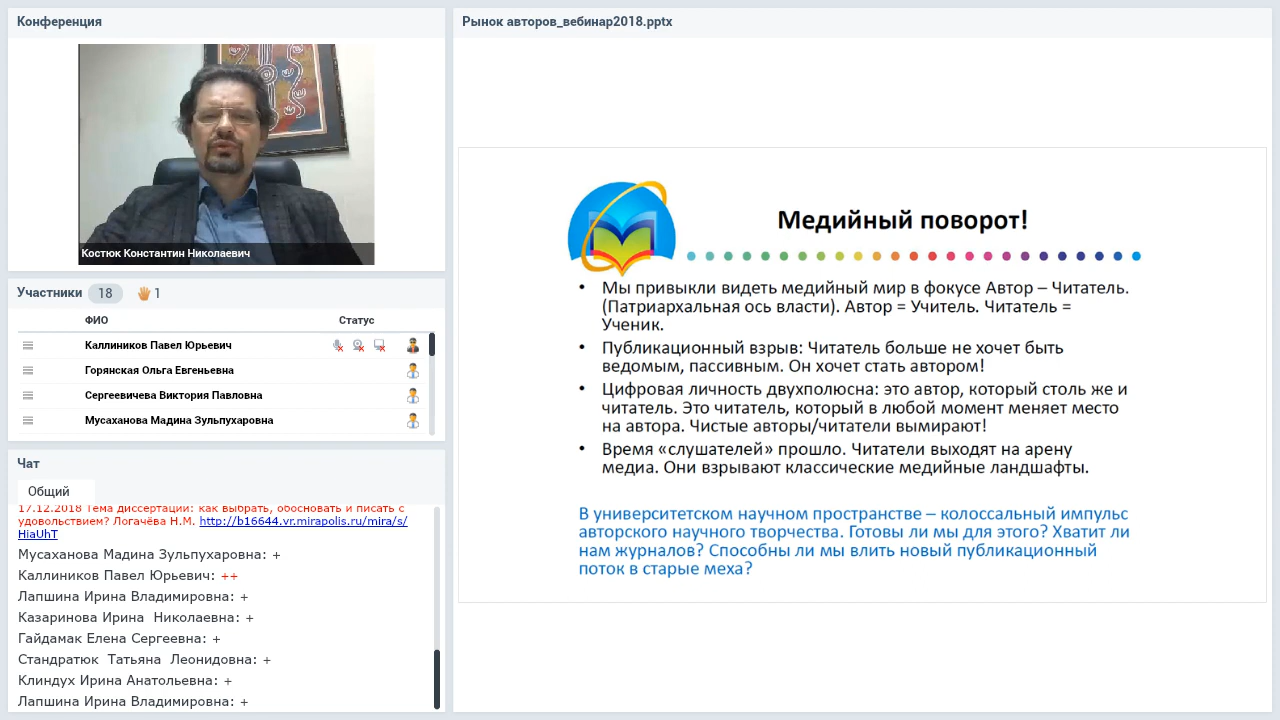 Конференция
Костюк Константин Николаевич
Участники 18 1
ФИО Статус
Каллиников Павел Юрьевич
Горянская Ольга Евгеньевна
Сергеевичева Виктория Павловна
Мусаханова Мадина Зульпухаровна
Чат
Общий
17.12.2018 Тема диссертации: как выбрать, обосновать и писать с
удовольствием? Логачёва Н.М. http://b16644.vr.mirapolis.ru/mira/s/
HiaUhT
Мусаханова Мадина Зульпухаровна: +
Каллиников Павел Юрьевич: ++
Лапшина Ирина Владимировна: +
Казаринова Ирина  Николаевна: +
Гайдамак Елена Сергеевна: +
Стандратюк  Татьяна  Леонидовна: +
Клиндух Ирина Анатольевна: +
Лапшина Ирина Владимировна: +
Рынок авторов_вебинар2018.pptx
Медийный поворот!
• Мы привыкли видеть медийный мир в фокусе Автор – Читатель.
(Патриархальная ось власти). Автор = Учитель. Читатель =
Ученик.
• Публикационный взрыв: Читатель больше не хочет быть
ведомым, пассивным. Он хочет стать автором!
• Цифровая личность двухполюсна: это автор, который столь же и
читатель. Это читатель, который в любой момент меняет место
на автора. Чистые авторы/читатели вымирают!
• Время «слушателей» прошло. Читатели выходят на арену
медиа. Они взрывают классические медийные ландшафты.
В университетском научном пространстве – колоссальный импульс
авторского научного творчества. Готовы ли мы для этого? Хватит ли
нам журналов? Способны ли мы влить новый публикационный
поток в старые меха?